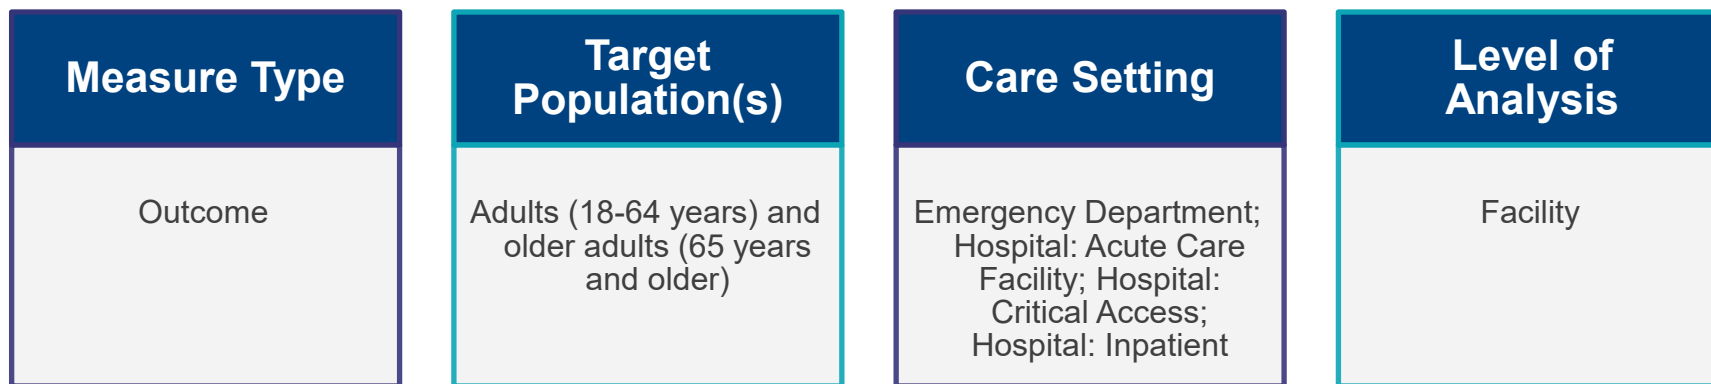 Measure Type
Outcome
Target
Population(s)
Adults (18-64 years) and
older adults (65 years
and older)
Care Setting
Emergency Department;
Hospital: Acute Care
Facility; Hospital:
Critical Access;
Hospital: Inpatient
Level of
Analysis
Facility